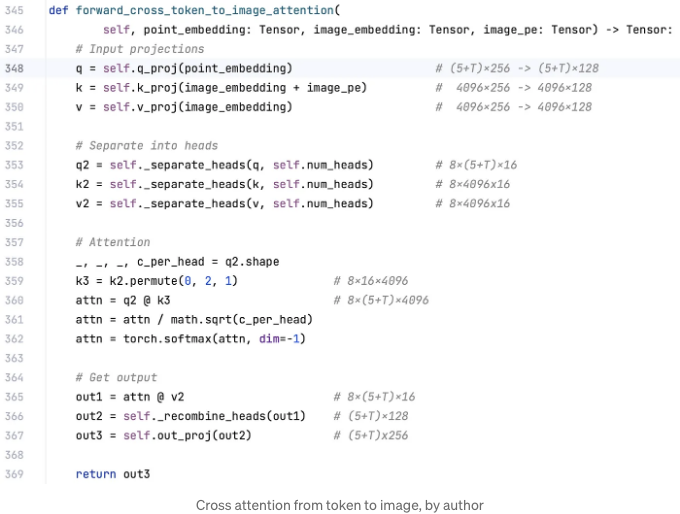 345 def forward_cross_token_to_image_attention(
346 self, point_embedding: Tensor, image_embedding: Tensor, image_pe: Tensor) -> Tensor:
347 # Input projections
348 q = self.q_proj(point_embedding) # (5+T)×256 -> (5+T)×128
349 k = self.k_proj(image_embedding + image_pe) # 4096×256 -> 4096×128
350 v = self.v_proj(image_embedding) # 4096×256 -> 4096×128
351
352 # Separate into heads
353 q2 = self._separate_heads(q, self.num_heads) # 8×(5+T)×16
354 k2 = self._separate_heads(k, self.num_heads) # 8×4096x16
355 v2 = self._separate_heads(v, self.num_heads) # 8×4096x16
356
357 # Attention
358 _, _, _, c_per_head = q2.shape
359 k3 = k2.permute(0, 2, 1) # 8×16×4096
360 attn = q2 @ k3 # 8×(5+T)×4096
361 attn = attn / math.sqrt(c_per_head)
362 attn = torch.softmax(attn, dim=-1)
363
364 # Get output
365 out1 = attn @ v2 # 8×(5+T)×16
366 out2 = self._recombine_heads(out1) # (5+T)×128
367 out3 = self.out_proj(out2) # (5+T)x256
368
369 return out3
Cross attention from token to image, by author